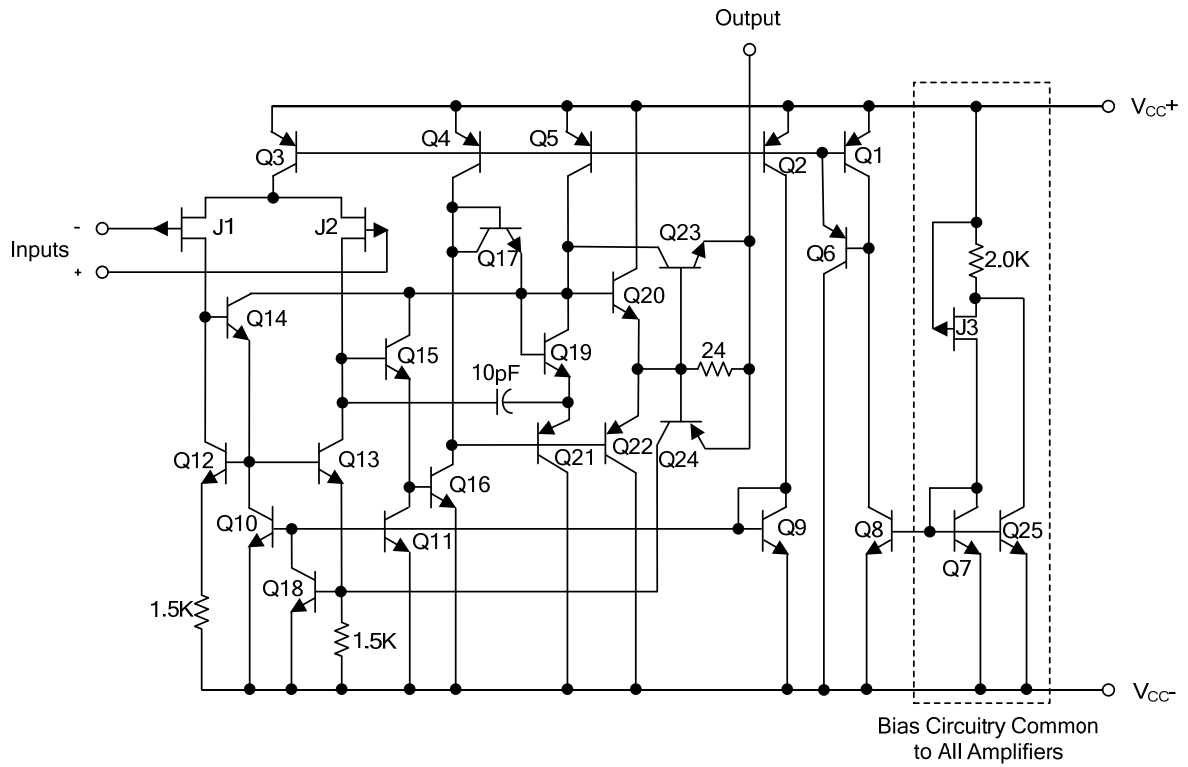 Output
V_CC+
Q3
Q4
Q5
Q2
Q1
-
Inputs
+
J1
J2
Q17
Q23
Q6
2.0K
Q14
Q20
J3
Q15
Q19
10pF
24
Q12
Q13
Q16
Q21
Q22
Q24
Q10
Q11
Q9
Q8
Q7
Q25
Q18
1.5K
1.5K
V_CC-
Bias Circuitry Common
to All Amplifiers